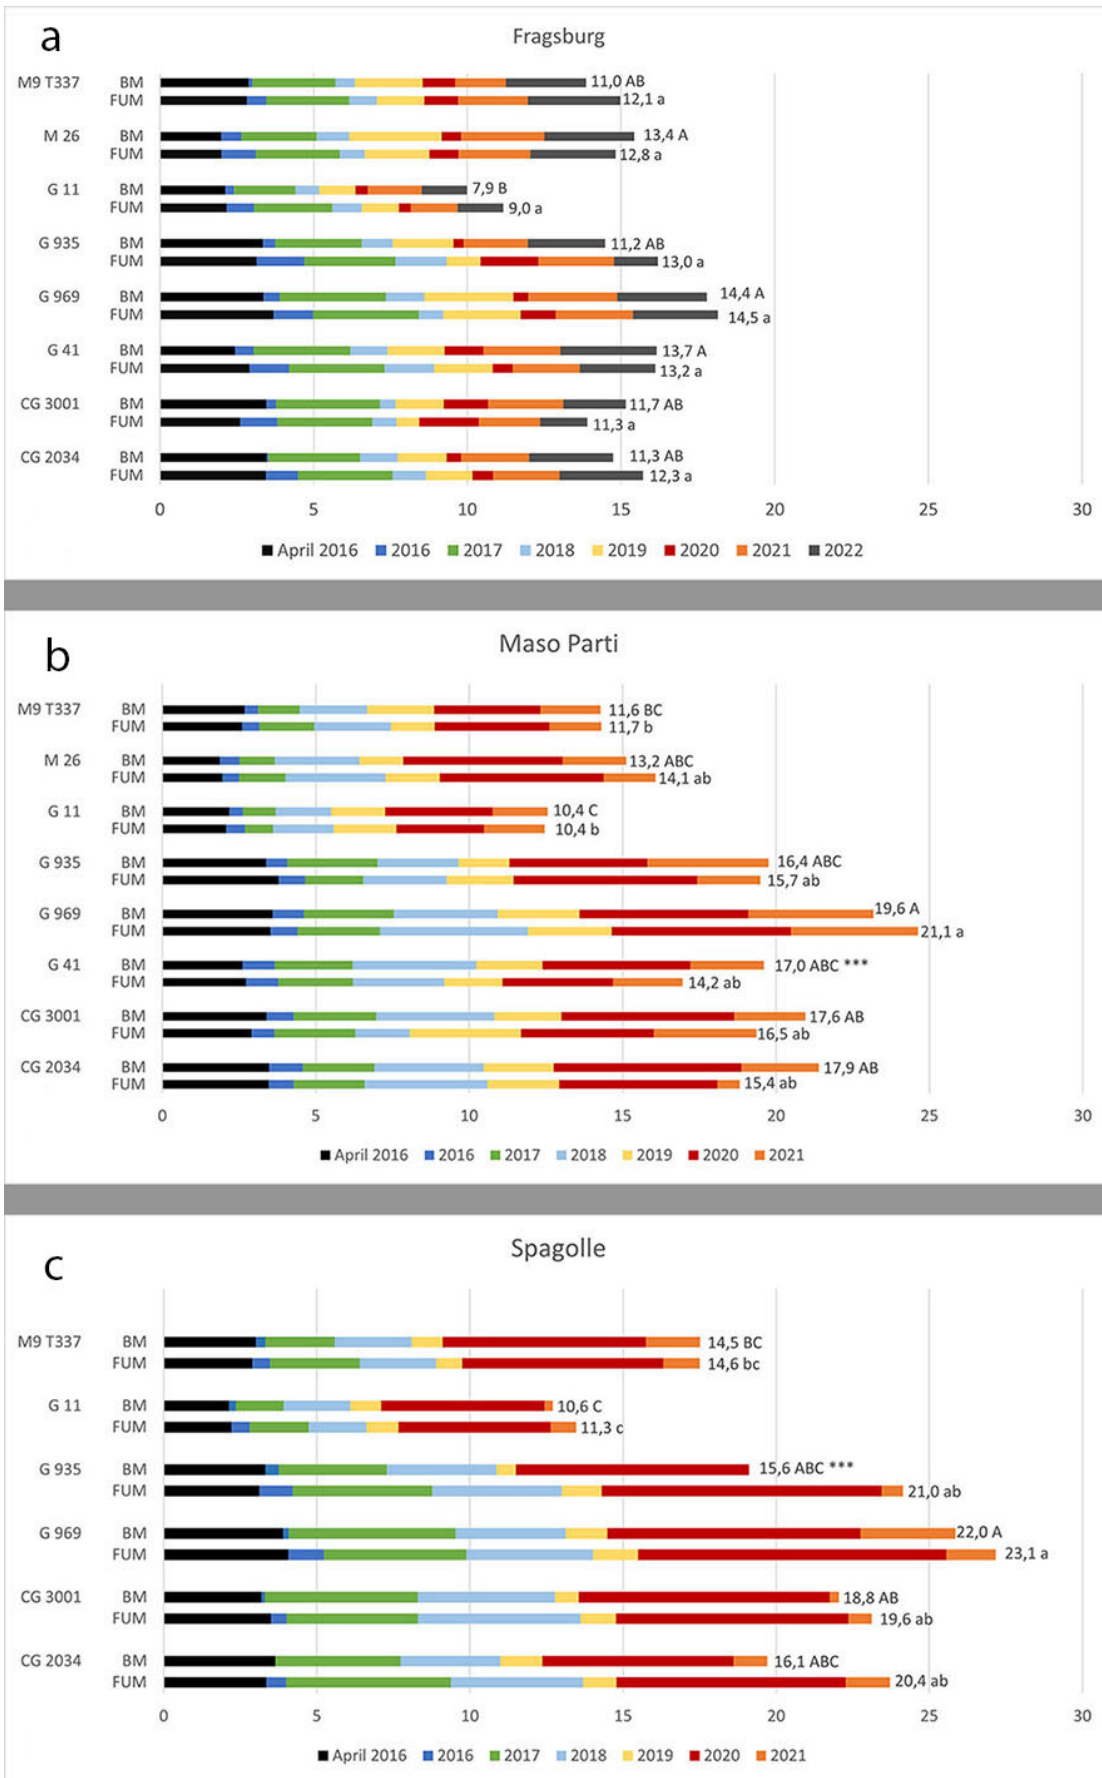 a
Fragsburg
M9 T337 BM 11,0 AB
FUM 12,1 a
M 26 BM 13,4 A
FUM 12,8 a
G 11 BM 7,9 B
FUM 9,0 a
G 935 BM 11,2 AB
FUM 13,0 a
G 969 BM 14,4 A
FUM 14,5 a
G 41 BM 13,7 A
FUM 13,2 a
CG 3001 BM 11,7 AB
FUM 11,3 a
CG 2034 BM 11,3 AB
FUM 12,3 a
0 5 10 15 20 25 30
April 2016 2016 2017 2018 2019 2020 2021 2022
b
Maso Parti
M9 T337 BM 11,6 BC
FUM 11,7 b
M 26 BM 13,2 ABC
FUM 14,1 ab
G 11 BM 10,4 C
FUM 10,4 b
G 935 BM 16,4 ABC
FUM 15,7 ab
G 969 BM 19,6 A
FUM 21,1 a
G 41 BM 17,0 ABC ***
FUM 14,2 ab
CG 3001 BM 17,6 AB
FUM 16,5 ab
CG 2034 BM 17,9 AB
FUM 15,4 ab
0 5 10 15 20 25 30
April 2016 2016 2017 2018 2019 2020 2021
c
Spagolle
M9 T337 BM 14,5 BC
FUM 14,6 bc
G 11 BM 10,6 C
FUM 11,3 c
G 935 BM 15,6 ABC ***
FUM 21,0 ab
G 969 BM 22,0 A
FUM 23,1 a
CG 3001 BM 18,8 AB
FUM 19,6 ab
CG 2034 BM 16,1 ABC
FUM 20,4 ab
0 5 10 15 20 25 30
April 2016 2016 2017 2018 2019 2020 2021